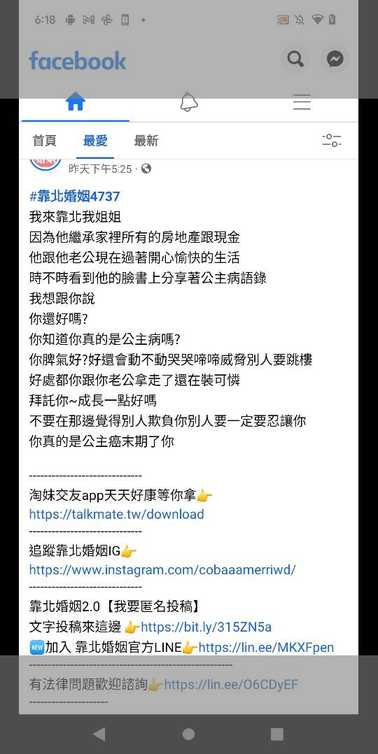 6:18
facebook
首頁 最愛 最新
昨天下午5:25 ·
#靠北婚姻4737
我來靠北我姐姐
因為他繼承家裡所有的房地產跟現金
他跟他老公現在過著開心愉快的生活
時不時看到他的臉書上分享著公主病語錄
我想跟你說
你還好嗎?
你知道你真的是公主病嗎?
你脾氣好?好還會動不動哭哭啼啼威脅別人要跳樓
好處都你跟你老公拿走了還在裝可憐
拜託你~成長一點好嗎
不要在那邊覺得別人欺負你別人要一定要忍讓你
你真的是公主癌末期了你
------------------------------
淘妹交友app天天好康等你拿👉
https://talkmate.tw/download
------------------------------
追蹤靠北婚姻IG👉
https://www.instagram.com/cobaaamerriwd/
------------------------------
靠北婚姻2.0【我要匿名投稿】
文字投稿來這邊 👉https://bit.ly/315ZN5a
🆕加入 靠北婚姻官方LINE👉https://lin.ee/MKXFpen
------------------------------------------------------
有法律問題歡迎諮詢👉https://lin.ee/O6CDyEF
---------------------